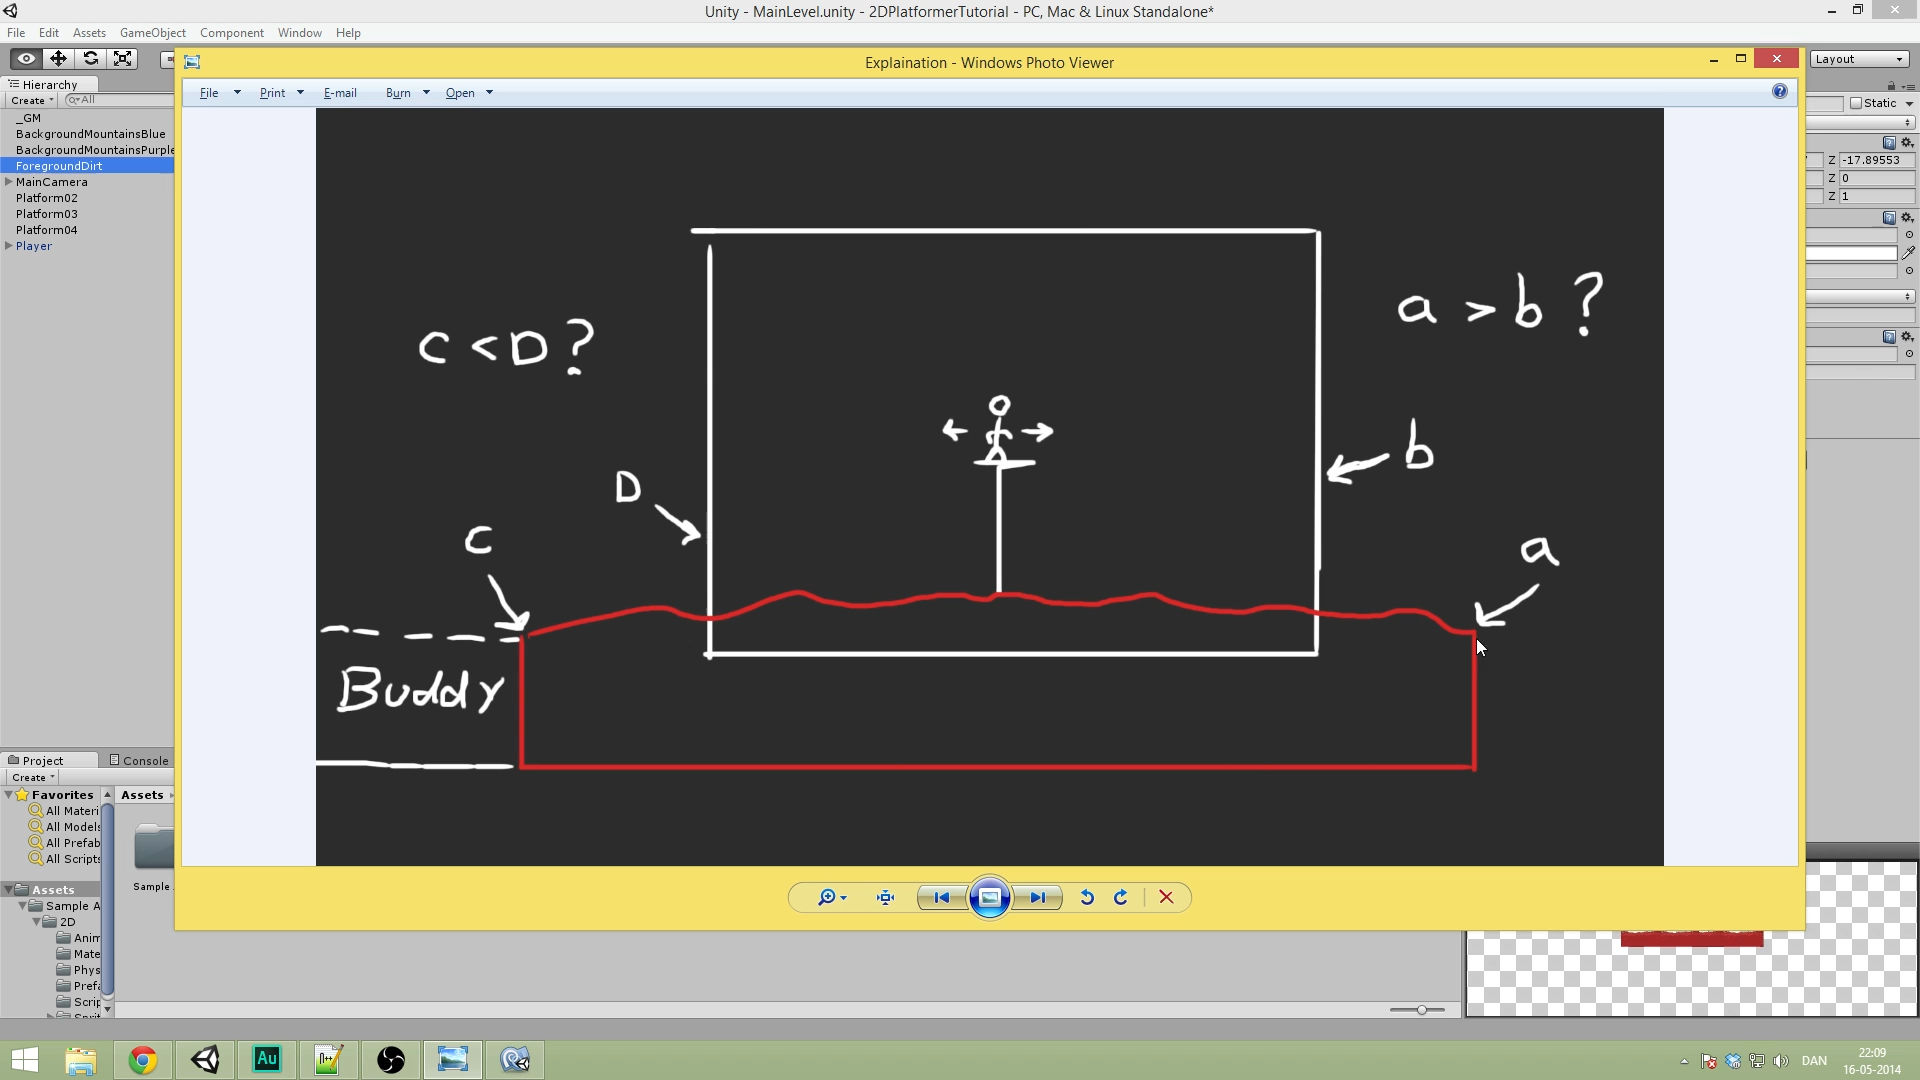 Unity - MainLevel.unity - 2DPlatformerTutorial - PC, Mac & Linux Standalone*
File Edit Assets GameObject Component Window Help
Explaination - Windows Photo Viewer
Layout
Hierarchy
File Print E-mail Burn Open
Create All
Static
_GM
BackgroundMountainsBlue
BackgroundMountainsPurple
ForegroundDirt
Z -17.89553
MainCamera
Z 0
Platform02
Z 1
Platform03
Platform04
Player
a > b ?
c < D ?
b
D
c
a
Buddy
Project Console
Create
Favorites Assets
All Materi
All Models
All Prefab
All Scripts
Sample
Assets
Sample A
2D
Anim
Mate
Phys
Prefa
Scrip
Au
n++
DAN
22:09
16-05-2014